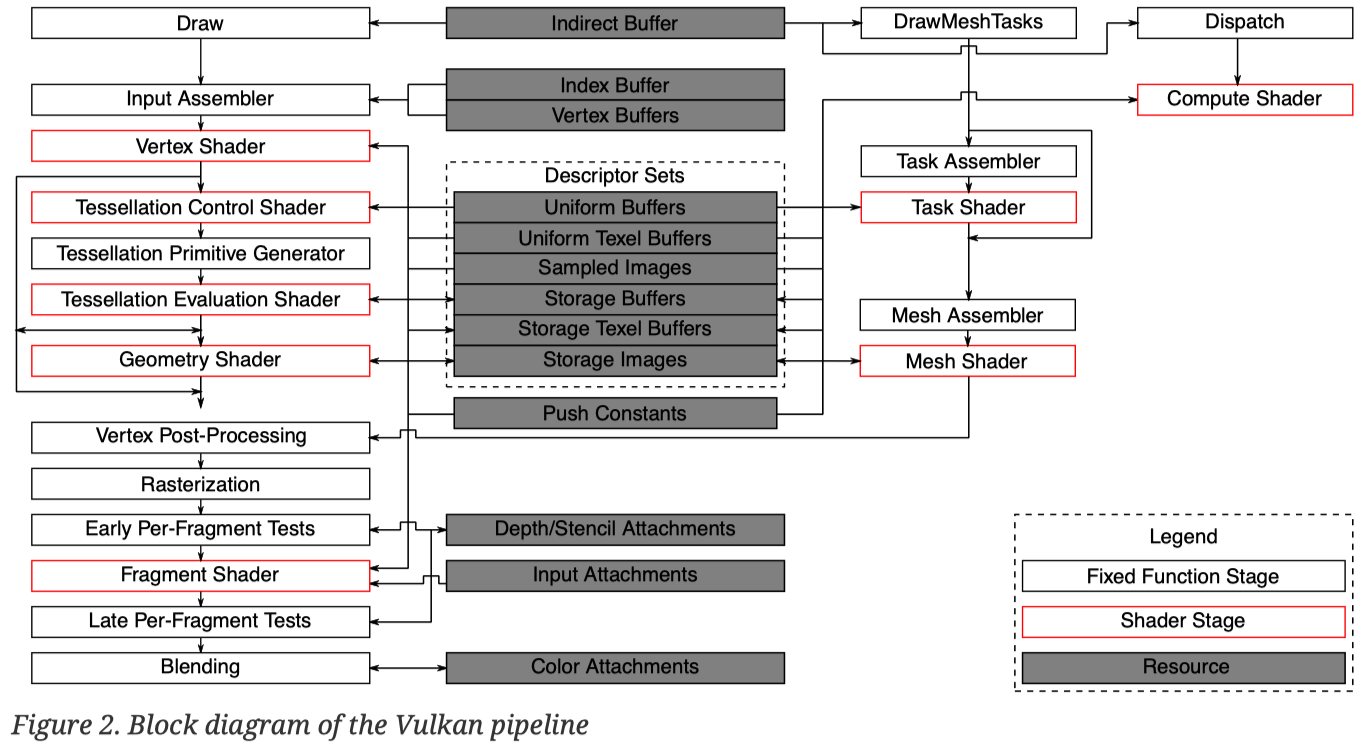 Draw
Indirect Buffer
DrawMeshTasks
Dispatch
Input Assembler
Index Buffer
Vertex Buffers
Compute Shader
Vertex Shader
Task Assembler
Descriptor Sets
Tessellation Control Shader
Uniform Buffers
Task Shader
Tessellation Primitive Generator
Uniform Texel Buffers
Sampled Images
Tessellation Evaluation Shader
Storage Buffers
Mesh Assembler
Storage Texel Buffers
Geometry Shader
Storage Images
Mesh Shader
Push Constants
Vertex Post-Processing
Rasterization
Early Per-Fragment Tests
Depth/Stencil Attachments
Fragment Shader
Input Attachments
Late Per-Fragment Tests
Blending
Color Attachments
Legend
Fixed Function Stage
Shader Stage
Resource
Figure 2. Block diagram of the Vulkan pipeline